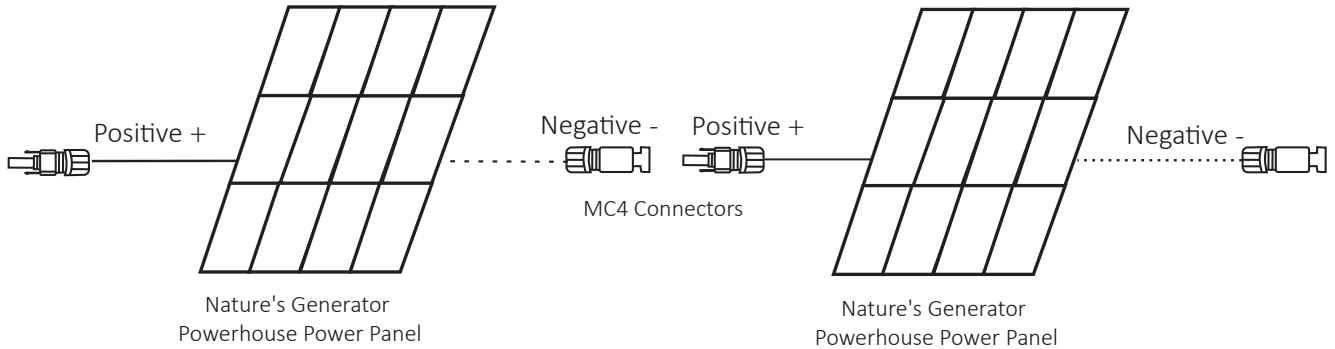 Positive +
Negative -
Positive +
Negative -
MC4 Connectors
Nature's Generator
Powerhouse Power Panel
Nature's Generator
Powerhouse Power Panel